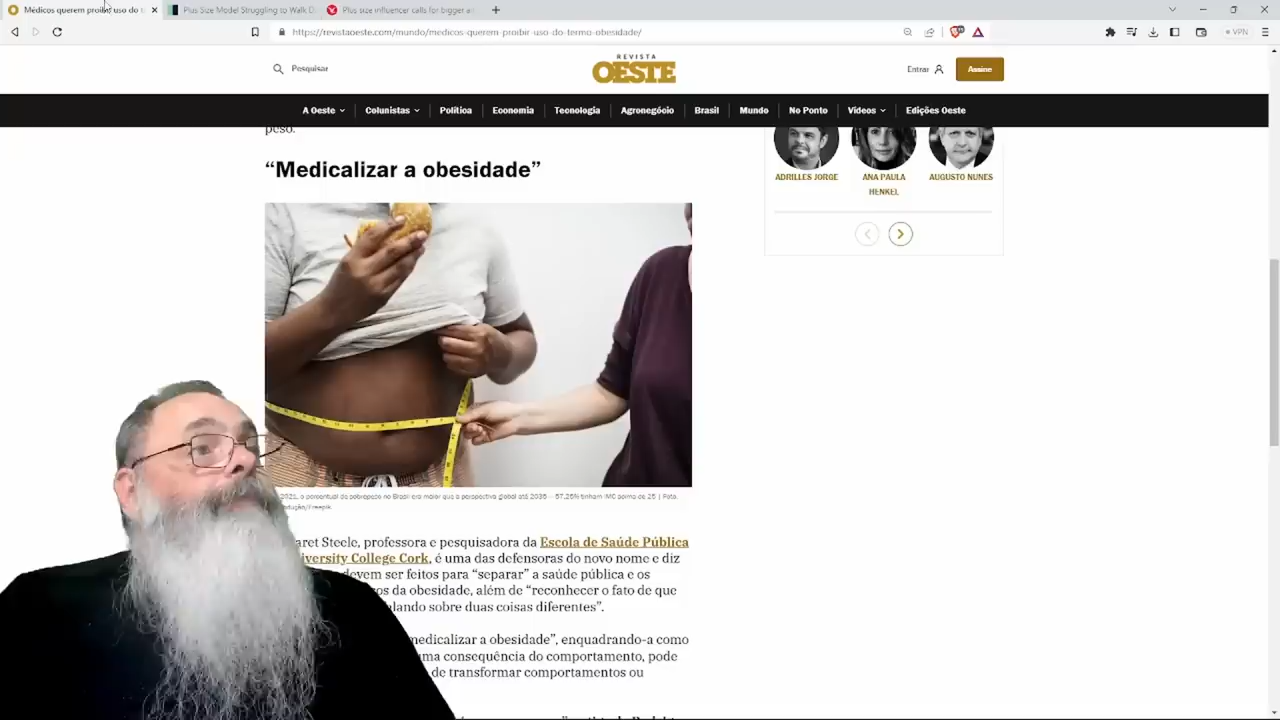 Médicos querem proibir uso do t
Plus Size Model Struggling to Walk D
Plus size influencer calls for bigger a
https://revistaoeste.com/mundo/medicos-querem-proibir-uso-do-termo-obesidade/
VPN
Pesquisar
REVISTA
OESTE
Entrar
Assine
A Oeste
Colunistas
Política
Economia
Tecnologia
Agronegócio
Brasil
Mundo
No Ponto
Vídeos
Edições Oeste
peso.
“Medicalizar a obesidade”
ADRILLES JORGE
ANA PAULA
HENKEL
AUGUSTO NUNES
2021, o percentual de sobrepeso no Brasil era maior que a perspectiva global até 2035 — 57,25% tinham IMC acima de 25 | Foto:
dução/Freepik
aret Steele, professora e pesquisadora da Escola de Saúde Pública
iversity College Cork, é uma das defensoras do novo nome e diz
devem ser feitos para “separar” a saúde pública e os
os da obesidade, além de “reconhecer o fato de que
lando sobre duas coisas diferentes”.
medicalizar a obesidade”, enquadrando-a como
uma consequência do comportamento, pode
de transformar comportamentos ou